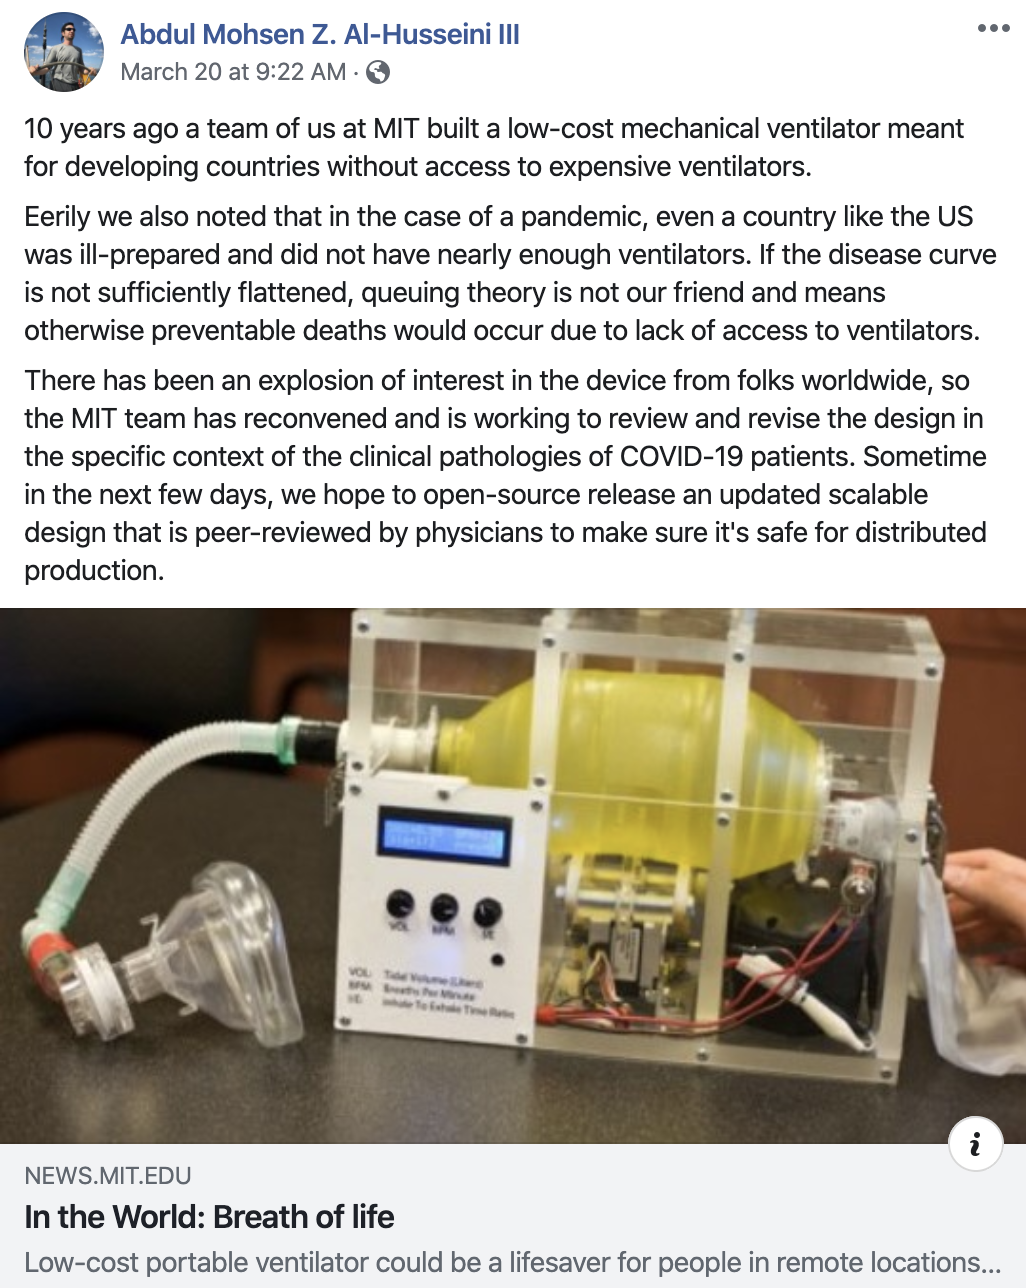 Abdul Mohsen Z. Al-Husseini III
March 20 at 9:22 AM ·
10 years ago a team of us at MIT built a low-cost mechanical ventilator meant
for developing countries without access to expensive ventilators.
Eerily we also noted that in the case of a pandemic, even a country like the US
was ill-prepared and did not have nearly enough ventilators. If the disease curve
is not sufficiently flattened, queuing theory is not our friend and means
otherwise preventable deaths would occur due to lack of access to ventilators.
There has been an explosion of interest in the device from folks worldwide, so
the MIT team has reconvened and is working to review and revise the design in
the specific context of the clinical pathologies of COVID-19 patients. Sometime
in the next few days, we hope to open-source release an updated scalable
design that is peer-reviewed by physicians to make sure it's safe for distributed
production.
VOL BPM I:E
VOL: Tidal Volume (Liters)
BPM: Breaths Per Minute
I:E: Inhale To Exhale Time Ratio
i
NEWS.MIT.EDU
In the World: Breath of life
Low-cost portable ventilator could be a lifesaver for people in remote locations...